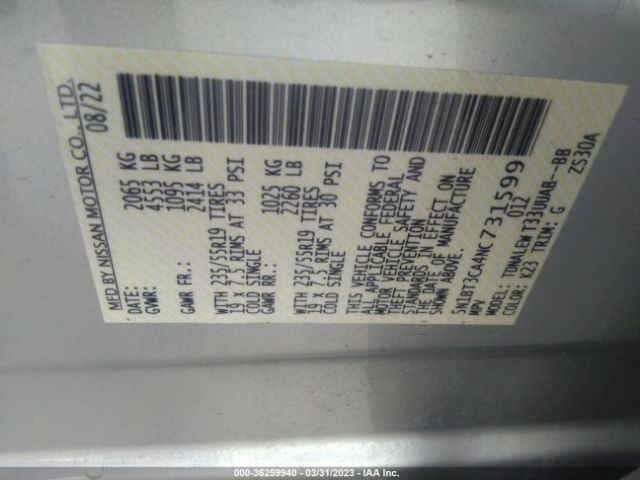 MFD BY NISSAN MOTOR CO., LTD.
DATE: 08/22
GVWR: 2065 KG
4553 LB
GAWR FR.: 1095 KG
2414 LB
WITH 235/55R19 TIRES
19 x 7.5 RIMS AT 33 PSI
COLD SINGLE
GAWR RR.: 1025 KG
2260 LB
WITH 235/55R19 TIRES
19 x 7.5 RIMS AT 30 PSI
COLD SINGLE
THIS VEHICLE CONFORMS TO
ALL APPLICABLE FEDERAL
MOTOR VEHICLE SAFETY AND
THEFT PREVENTION
STANDARDS IN EFFECT ON
THE DATE OF MANUFACTURE
SHOWN ABOVE.
5N1BT3CA4NC731599
MPV 01Z
MODEL: TDWALEW T33UUAB--BB
COLOR: K23 TRIM: G ZS30A
000-36259940 - 03/31/2023 - IAA Inc.